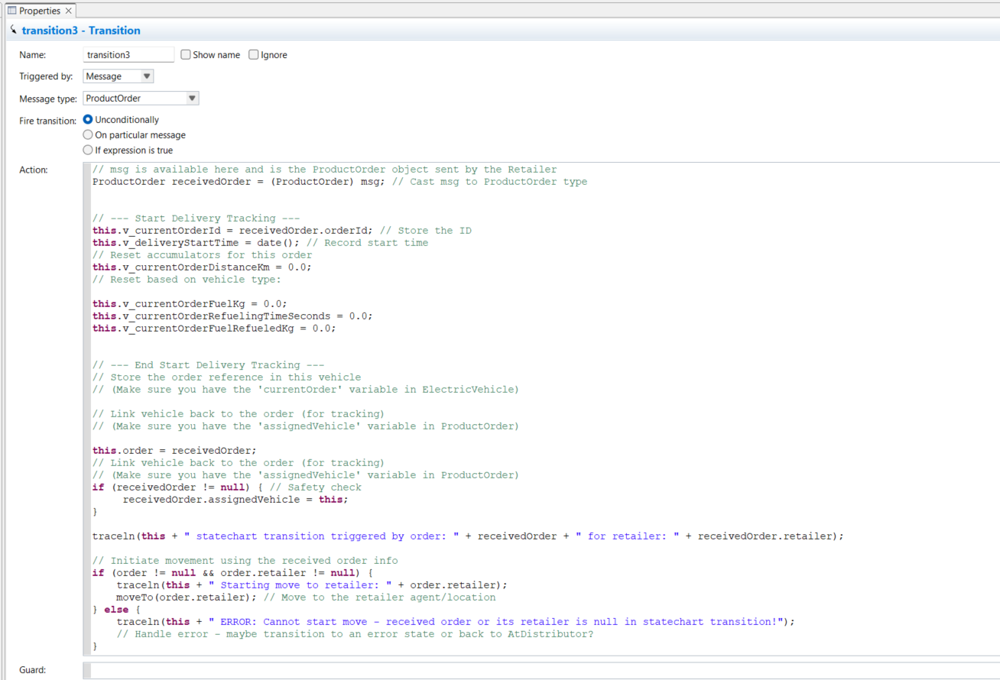 Properties
transition3 - Transition
Name: transition3 Show name Ignore
Triggered by: Message
Message type: ProductOrder
Fire transition: Unconditionally
On particular message
If expression is true
Action:
// msg is available here and is the ProductOrder object sent by the Retailer
ProductOrder receivedOrder = (ProductOrder) msg; // Cast msg to ProductOrder type
// --- Start Delivery Tracking ---
this.v_currentOrderId = receivedOrder.orderId; // Store the ID
this.v_deliveryStartTime = date(); // Record start time
// Reset accumulators for this order
this.v_currentOrderDistanceKm = 0.0;
// Reset based on vehicle type:
this.v_currentOrderFuelKg = 0.0;
this.v_currentOrderRefuelingTimeSeconds = 0.0;
this.v_currentOrderFuelRefueledKg = 0.0;
// --- End Start Delivery Tracking ---
// Store the order reference in this vehicle
// (Make sure you have the 'currentOrder' variable in ElectricVehicle)
// Link vehicle back to the order (for tracking)
// (Make sure you have the 'assignedVehicle' variable in ProductOrder)
this.order = receivedOrder;
// Link vehicle back to the order (for tracking)
// (Make sure you have the 'assignedVehicle' variable in ProductOrder)
if (receivedOrder != null) { // Safety check
receivedOrder.assignedVehicle = this;
}
traceln(this + " statechart transition triggered by order: " + receivedOrder + " for retailer: " + receivedOrder.retailer);
// Initiate movement using the received order info
if (order != null && order.retailer != null) {
traceln(this + " Starting move to retailer: " + order.retailer);
moveTo(order.retailer); // Move to the retailer agent/location
} else {
traceln(this + " ERROR: Cannot start move - received order or its retailer is null in statechart transition!");
// Handle error - maybe transition to an error state or back to AtDistributor?
}
Guard: